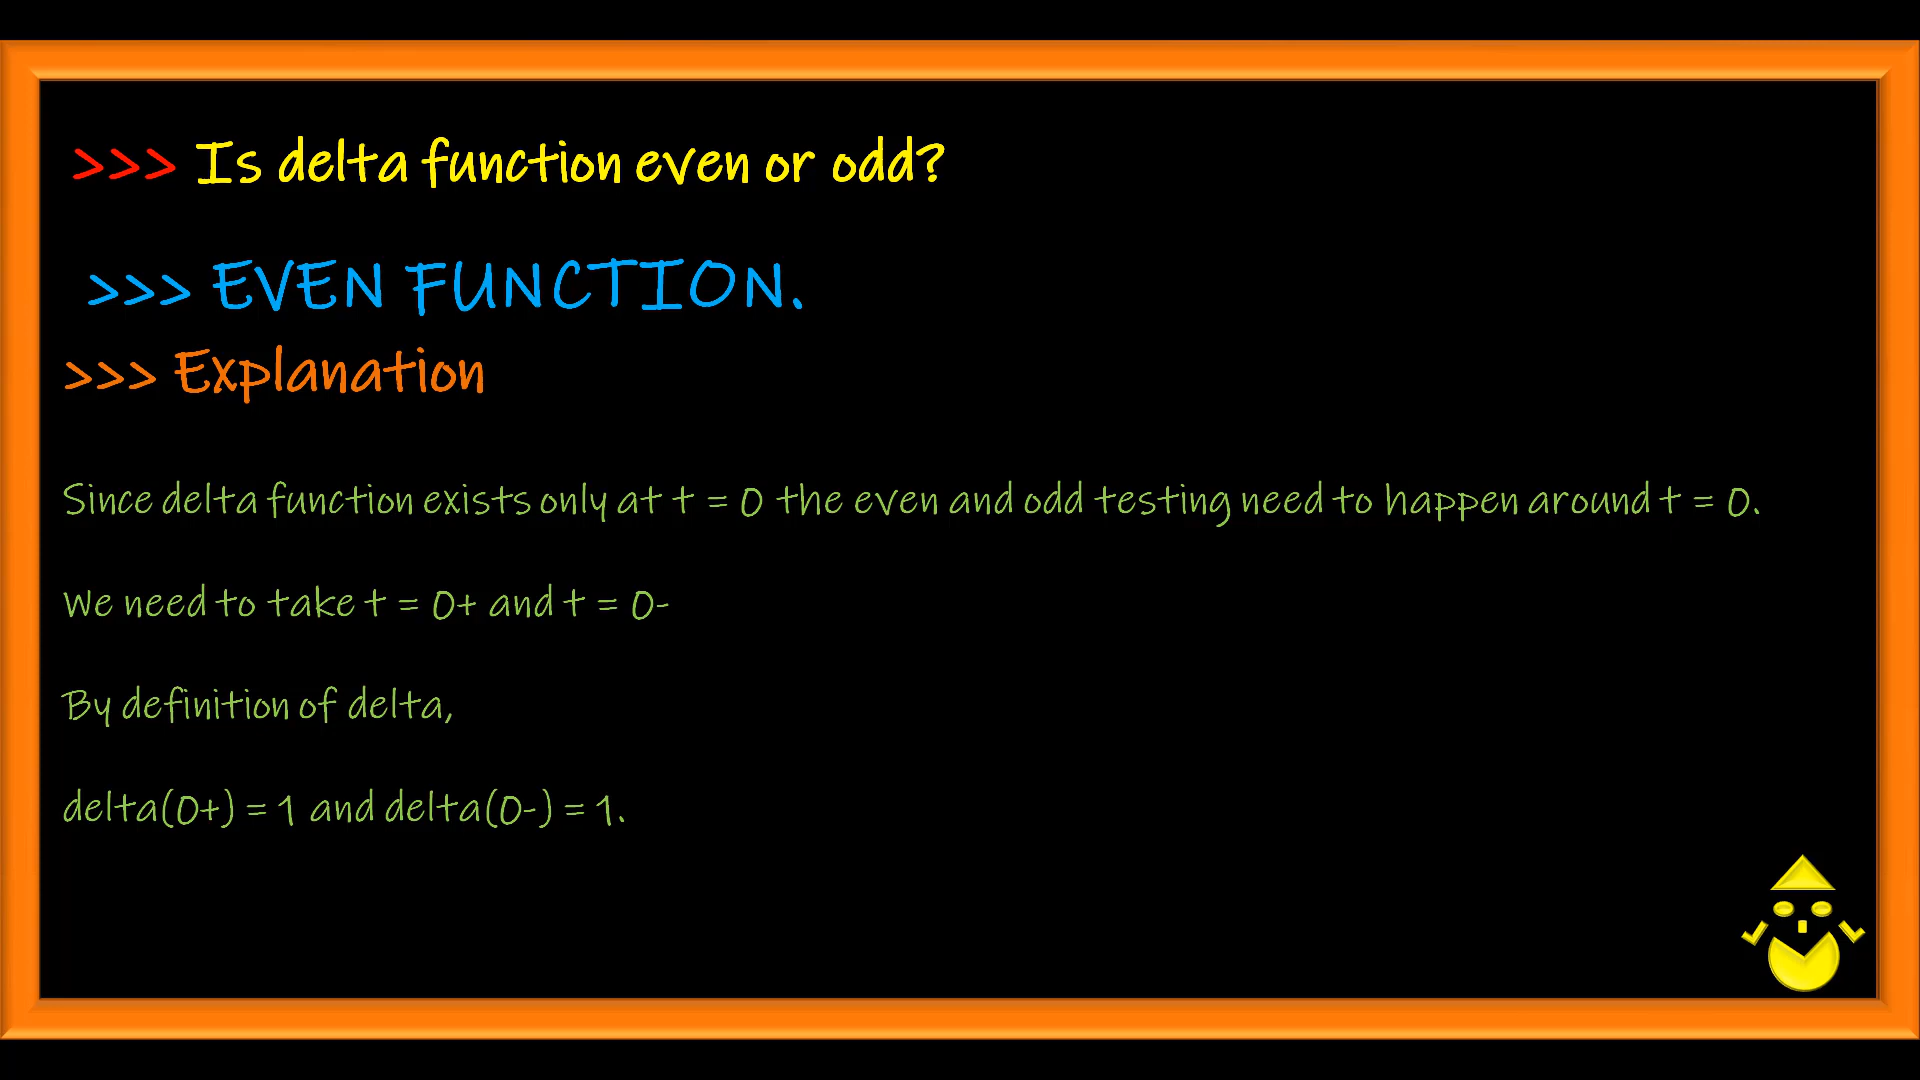 >>> Is delta function even or odd?
>>> EVEN FUNCTION.
>>> Explanation
Since delta function exists only at t = 0 the even and odd testing need to happen around t = 0.
We need to take t = 0+ and t = 0-
By definition of delta,
delta(0+) = 1 and delta(0-) = 1.